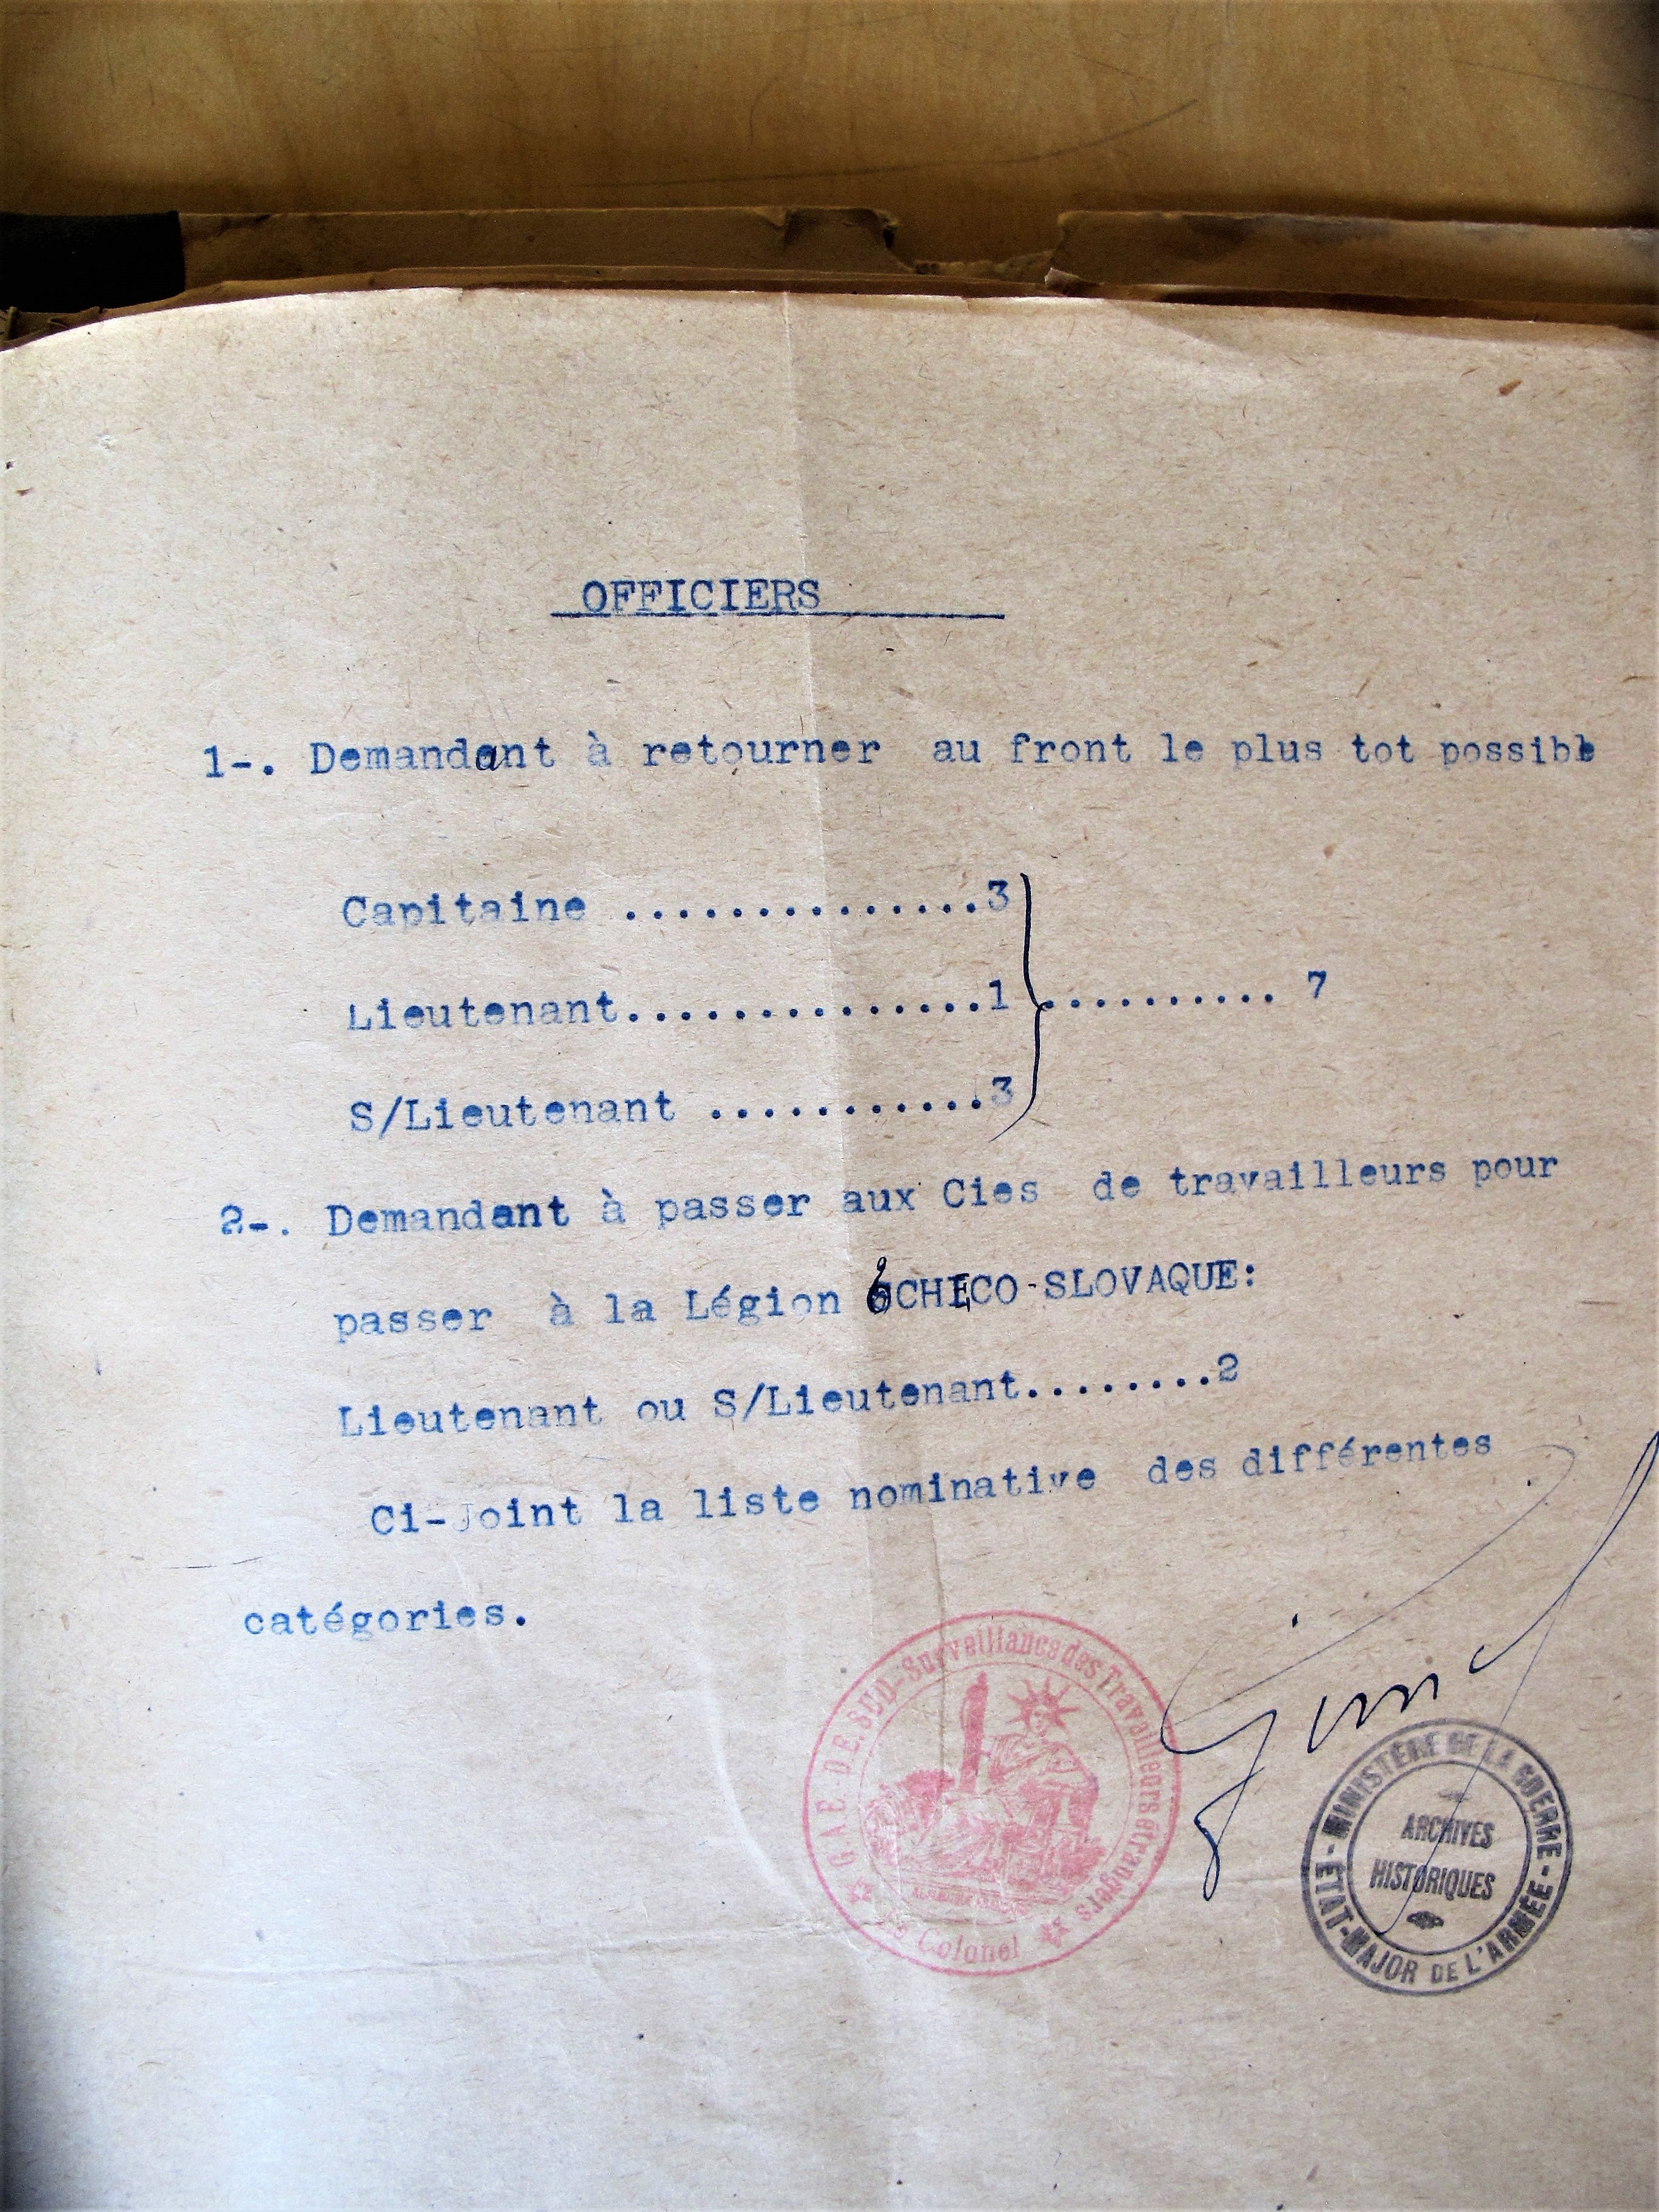 OFFICIERS
1-. Demandant à retourner au front le plus tot possible
Capitaine ...............3
Lieutenant...............1 .......... 7
S/Lieutenant ............3
2-. Demandant à passer aux Cies de travailleurs pour
passer à la Légion TCHECO-SLOVAQUE:
Lieutenant ou S/Lieutenant........2
Ci-Joint la liste nominative des différentes
catégories.
GAE DE SUD-Surveillance des Travailleurs étrangers
Le Colonel
MINISTÈRE DE LA GUERRE
ARCHIVES
HISTORIQUES
ÉTAT-MAJOR DE L'ARMÉE